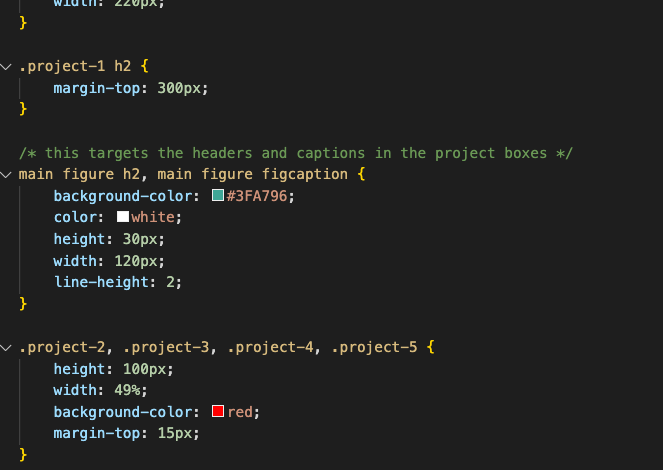 width: 220px;
}
.project-1 h2 {
margin-top: 300px;
}
/* this targets the headers and captions in the project boxes */
main figure h2, main figure figcaption {
background-color: #3FA796;
color: white;
height: 30px;
width: 120px;
line-height: 2;
}
.project-2, .project-3, .project-4, .project-5 {
height: 100px;
width: 49%;
background-color: red;
margin-top: 15px;
}